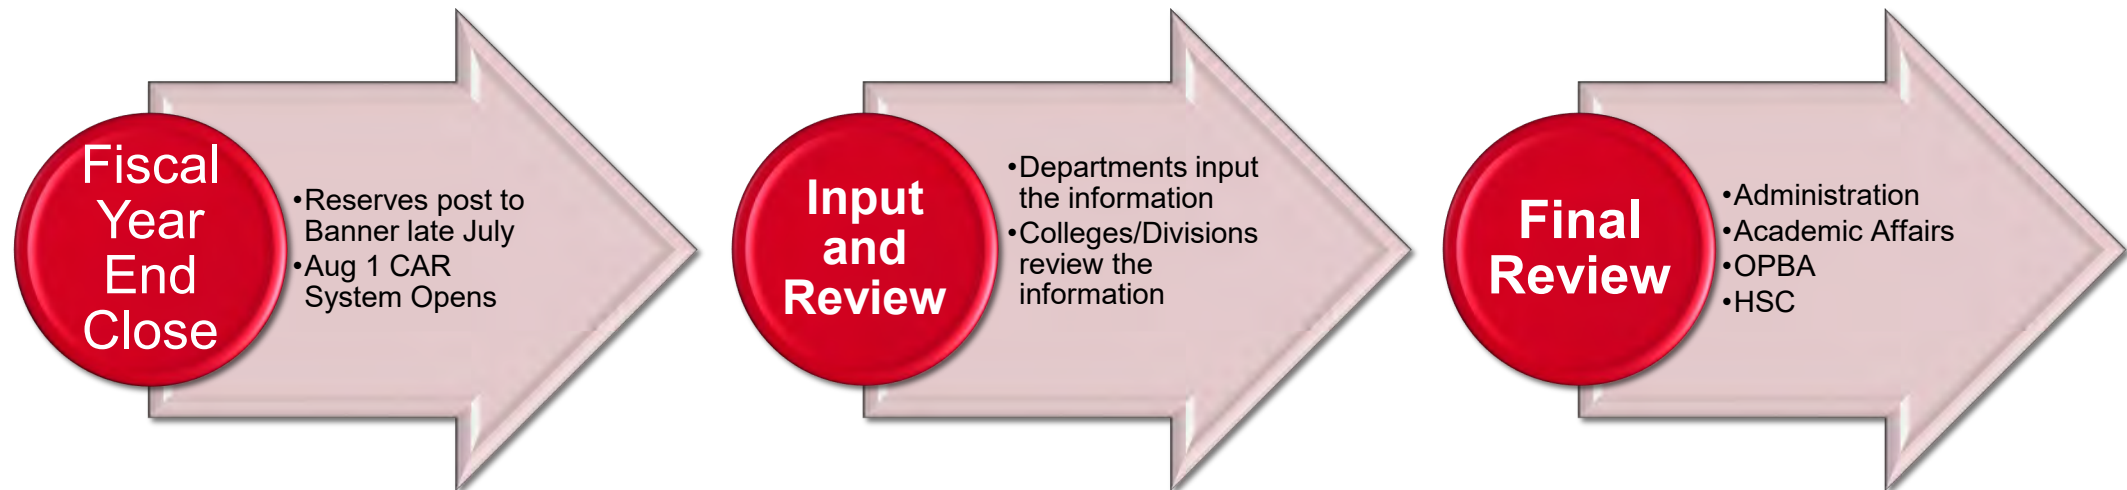 Fiscal
Year
End
Close
•Reserves post to
Banner late July
•Aug 1 CAR
System Opens
Input
and
Review
•Departments input
the information
•Colleges/Divisions
review the
information
Final
Review
•Administration
•Academic Affairs
•OPBA
•HSC